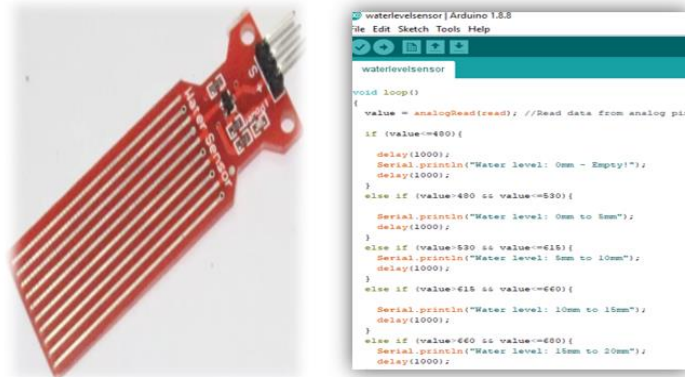 Water Sensor
S + -
waterlevelsensor | Arduino 1.8.8
File Edit Sketch Tools Help
waterlevelsensor
void loop()
{
value = analogRead(read); //Read data from analog pi
if (value<=480){
delay(1000);
Serial.println("Water level: 0mm - Empty!");
delay(1000);
}
else if (value>480 && value<=530){
Serial.println("Water level: 0mm to 5mm");
delay(1000);
}
else if (value>530 && value<=615){
Serial.println("Water level: 5mm to 10mm");
delay(1000);
}
else if (value>615 && value<=660){
Serial.println("Water level: 10mm to 15mm");
delay(1000);
}
else if (value>660 && value<=680){
Serial.println("Water level: 15mm to 20mm");
delay(1000);